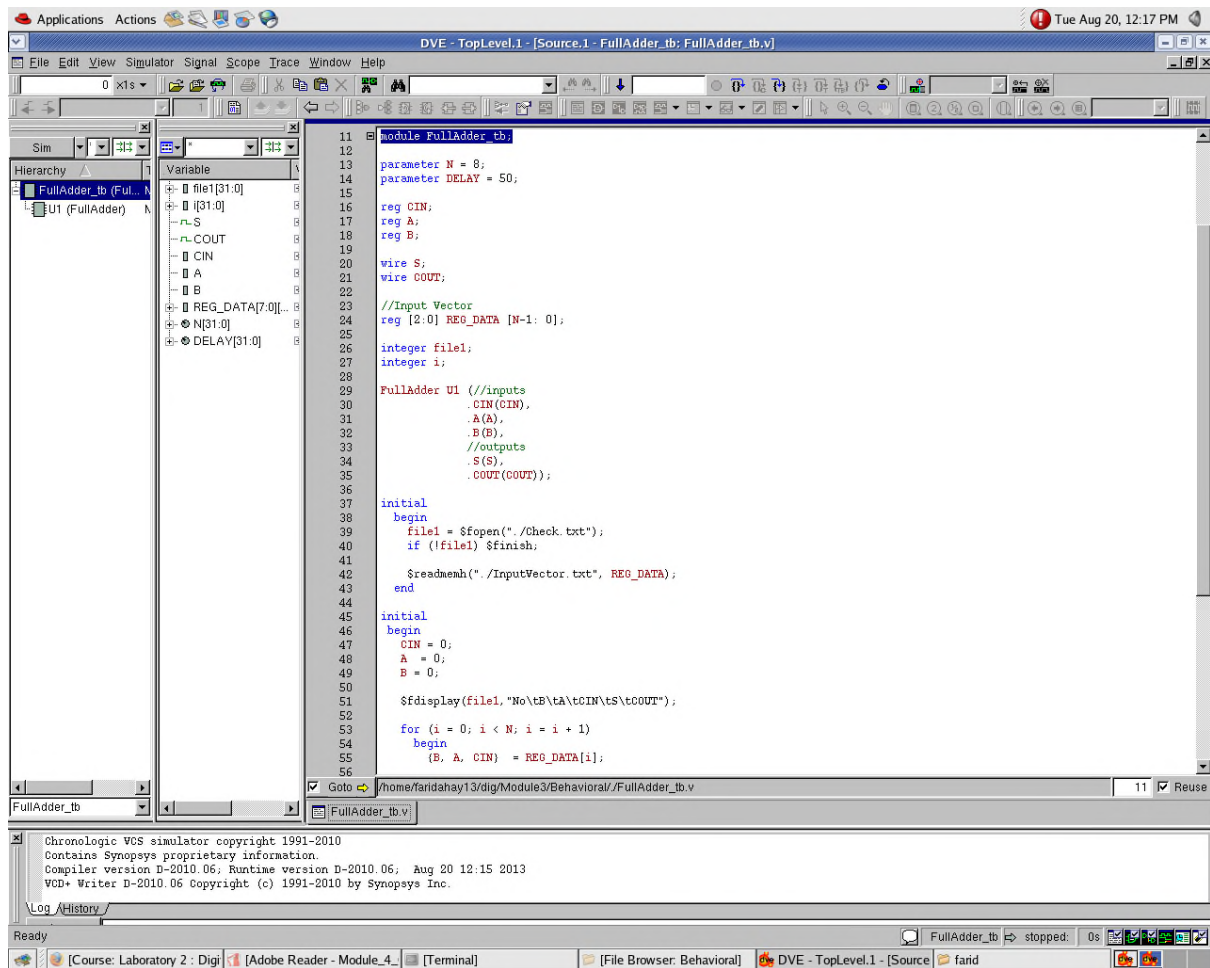 Applications Actions Tue Aug 20, 12:17 PM
DVE - TopLevel.1 - [Source.1 - FullAdder_tb: FullAdder_tb.v]
File Edit View Simulator Signal Scope Trace Window Help
0 x1s
1
Sim
Hierarchy
FullAdder_tb (Ful... 
U1 (FullAdder)
*
Variable
file1[31:0]
i[31:0]
S
COUT
CIN
A
B
REG_DATA[7:0][...
N[31:0]
DELAY[31:0]
11 module FullAdder_tb;
12
13 parameter N = 8;
14 parameter DELAY = 50;
15
16 reg CIN;
17 reg A;
18 reg B;
19
20 wire S;
21 wire COUT;
22
23 //Input Vector
24 reg [2:0] REG_DATA [N-1: 0];
25
26 integer file1;
27 integer i;
28
29 FullAdder U1 (//inputs
30 .CIN(CIN),
31 .A(A),
32 .B(B),
33 //outputs
34 .S(S),
35 .COUT(COUT));
36
37 initial
38 begin
39 file1 = $fopen("./Check.txt");
40 if (!file1) $finish;
41
42 $readmemh("./InputVector.txt", REG_DATA);
43 end
44
45 initial
46 begin
47 CIN = 0;
48 A = 0;
49 B = 0;
50
51 $fdisplay(file1,"No\tB\tA\tCIN\tS\tCOUT");
52
53 for (i = 0; i < N; i = i + 1)
54 begin
55 {B, A, CIN} = REG_DATA[i];
56
Goto /home/faridahay13/dig/Module3/Behavioral/./FullAdder_tb.v 11 Reuse
FullAdder_tb
FullAdder_tb.v
Chronologic VCS simulator copyright 1991-2010
Contains Synopsys proprietary information.
Compiler version D-2010.06; Runtime version D-2010.06; Aug 20 12:15 2013
VCD+ Writer D-2010.06 Copyright (c) 1991-2010 by Synopsys Inc.
Log History
Ready FullAdder_tb stopped: 0s
[Course: Laboratory 2 : Digi [Adobe Reader - Module_4_ [Terminal] [File Browser: Behavioral] DVE - TopLevel.1 - [Source farid